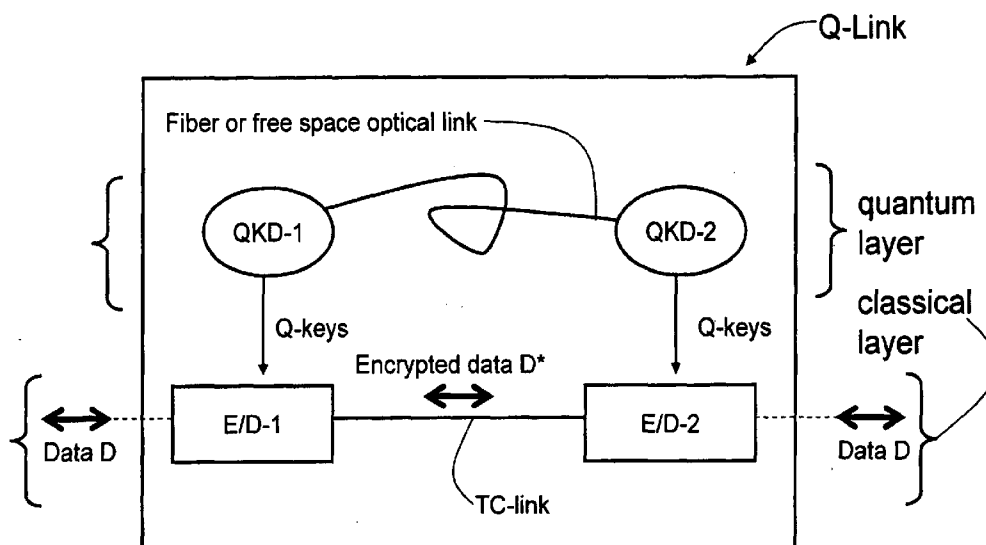 Q-Link
Fiber or free space optical link
QKD-1
QKD-2
quantum
layer
Q-keys
Q-keys
classical
layer
Encrypted data D*
E/D-1
E/D-2
Data D
Data D
TC-link